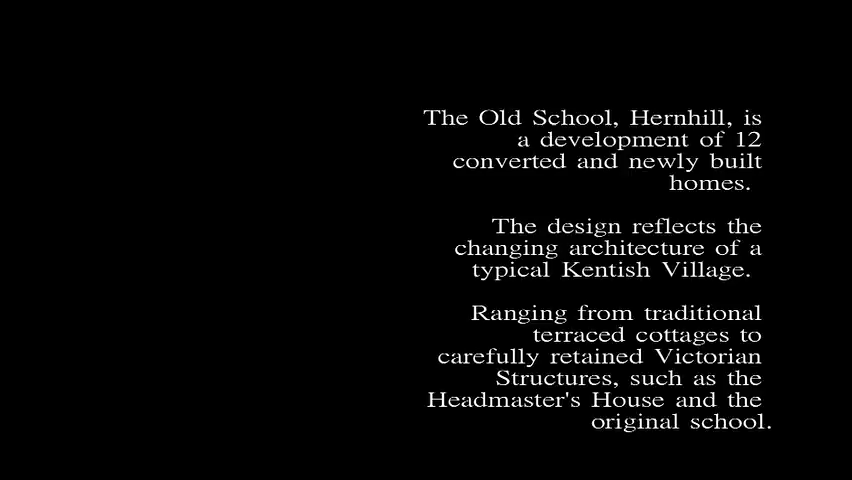 The Old School, Hernhill, is
a development of 12
converted and newly built
homes.
The design reflects the
changing architecture of a
typical Kentish Village.
Ranging from traditional
terraced cottages to
carefully retained Victorian
Structures, such as the
Headmaster's House and the
original school.